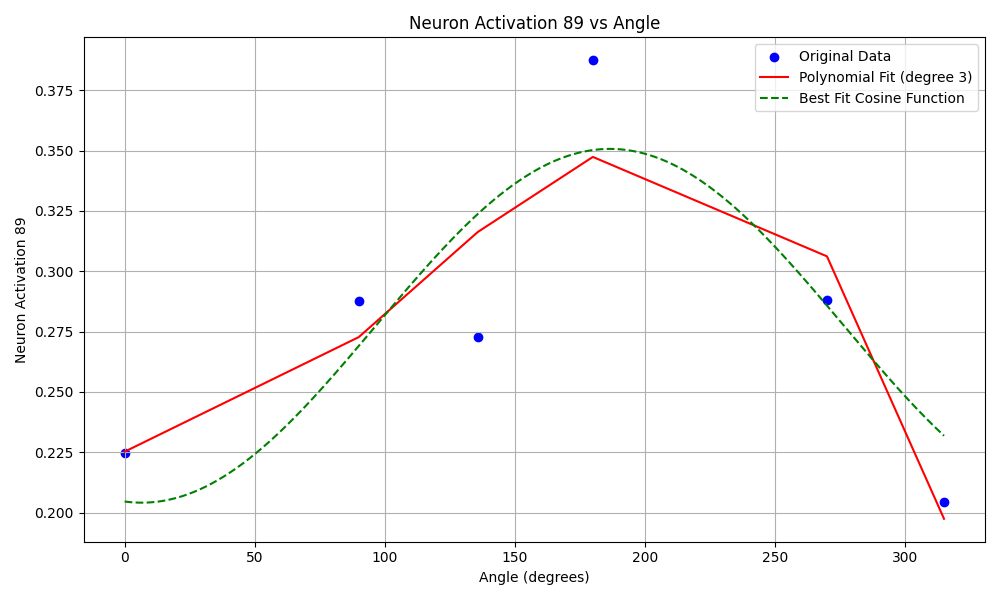 Neuron Activation 89 vs Angle
Original Data
Polynomial Fit (degree 3)
Best Fit Cosine Function
Neuron Activation 89
0.375
0.350
0.325
0.300
0.275
0.250
0.225
0.200
0 50 100 150 200 250 300
Angle (degrees)